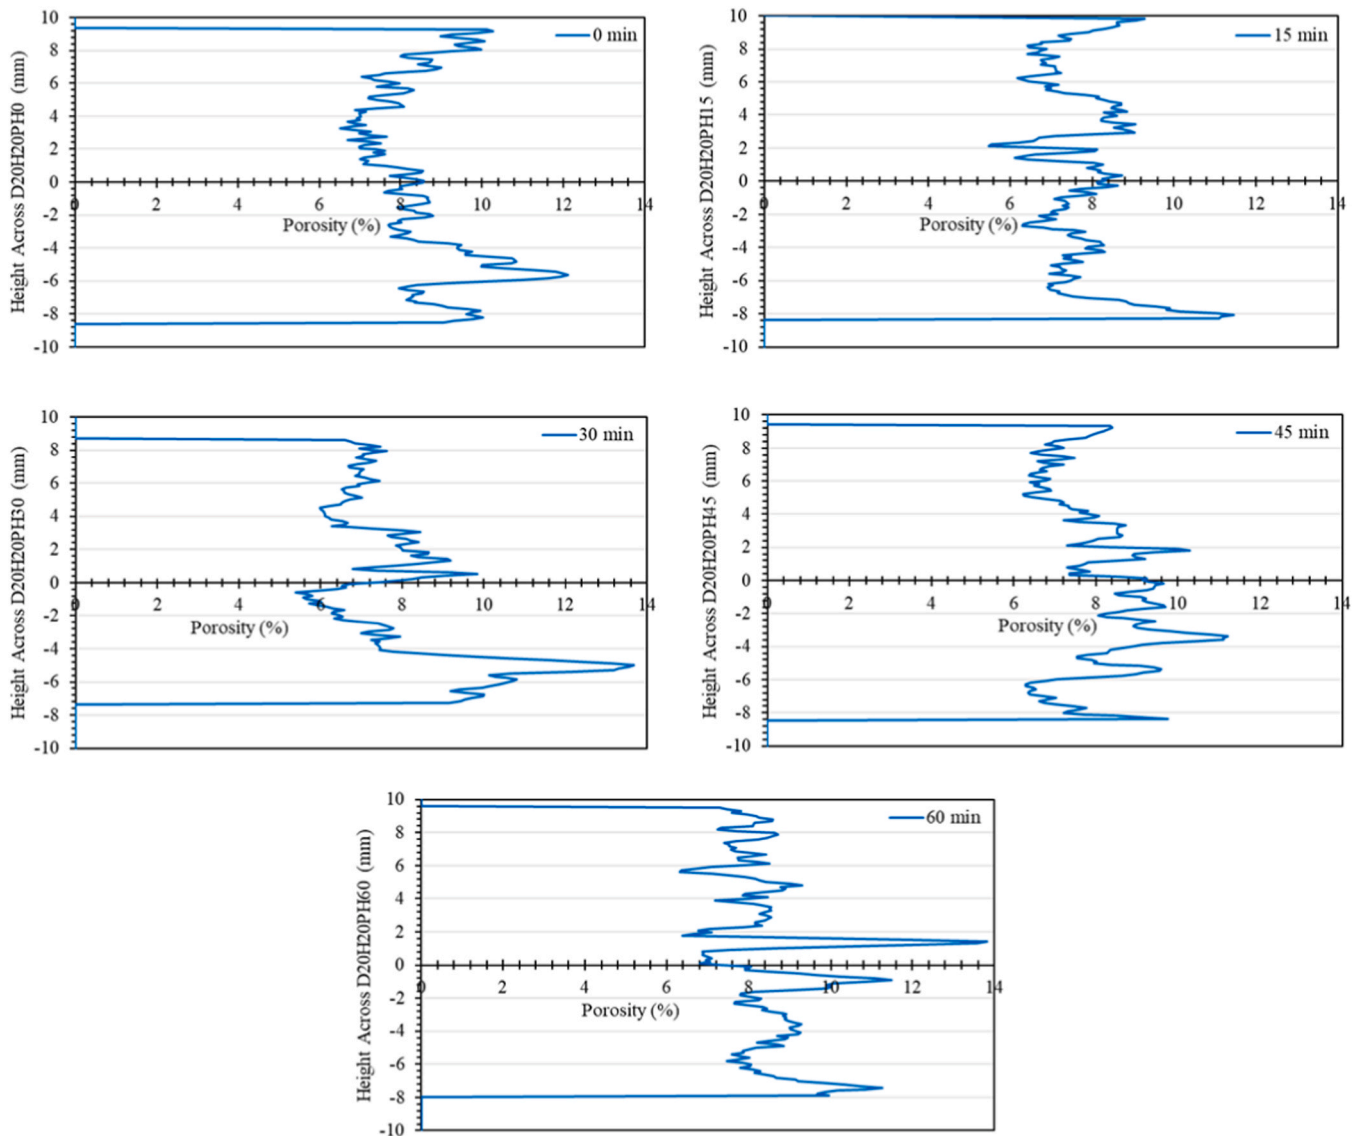 0 min
Height Across D20H20PH0 (mm)
10
8
6
4
2
0
-2
-4
-6
-8
-10
0 2 4 6 8 10 12 14
Porosity (%)
15 min
Height Across D20H20PH15 (mm)
10
8
6
4
2
0
-2
-4
-6
-8
-10
0 2 4 6 8 10 12 14
Porosity (%)
30 min
Height Across D20H20PH30 (mm)
10
8
6
4
2
0
-2
-4
-6
-8
-10
0 2 4 6 8 10 12 14
Porosity (%)
45 min
Height Across D20H20PH45 (mm)
10
8
6
4
2
0
-2
-4
-6
-8
-10
0 2 4 6 8 10 12 14
Porosity (%)
60 min
Height Across D20H20PH60 (mm)
10
8
6
4
2
0
-2
-4
-6
-8
-10
0 2 4 6 8 10 12 14
Porosity (%)